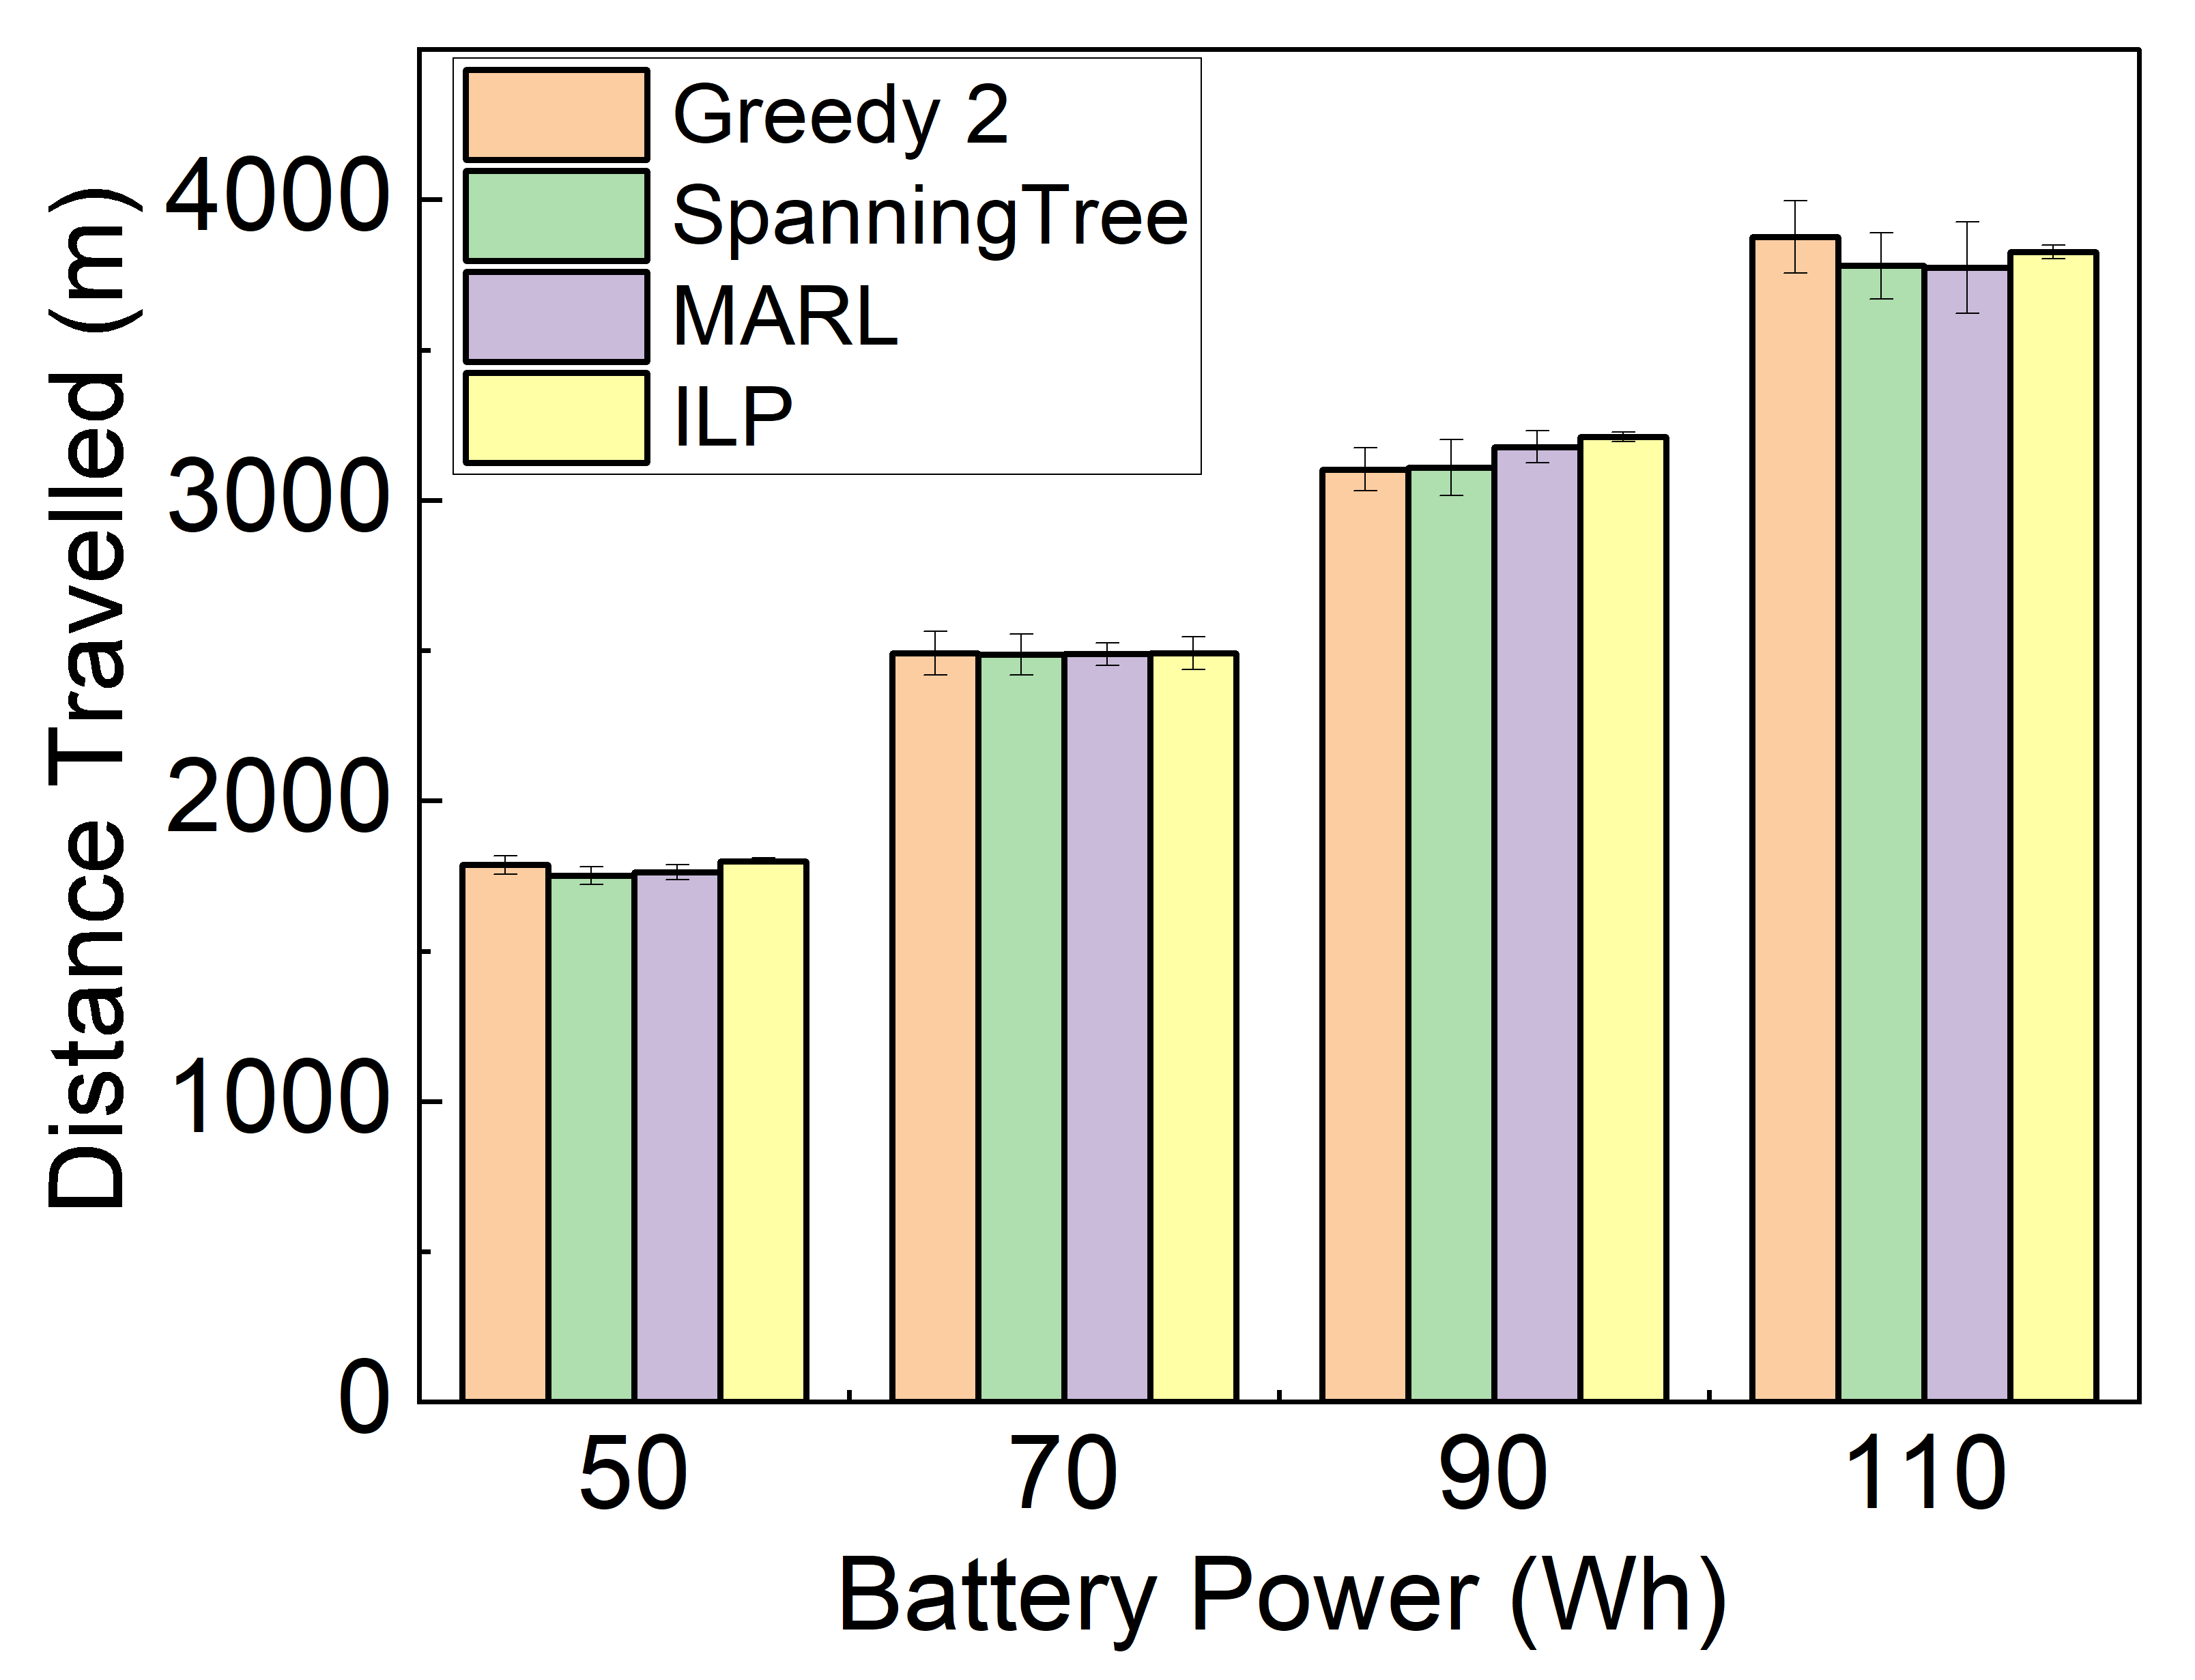 Greedy 2
SpanningTree
MARL
ILP
Distance Travelled (m)
4000
3000
2000
1000
0
50 70 90 110
Battery Power (Wh)